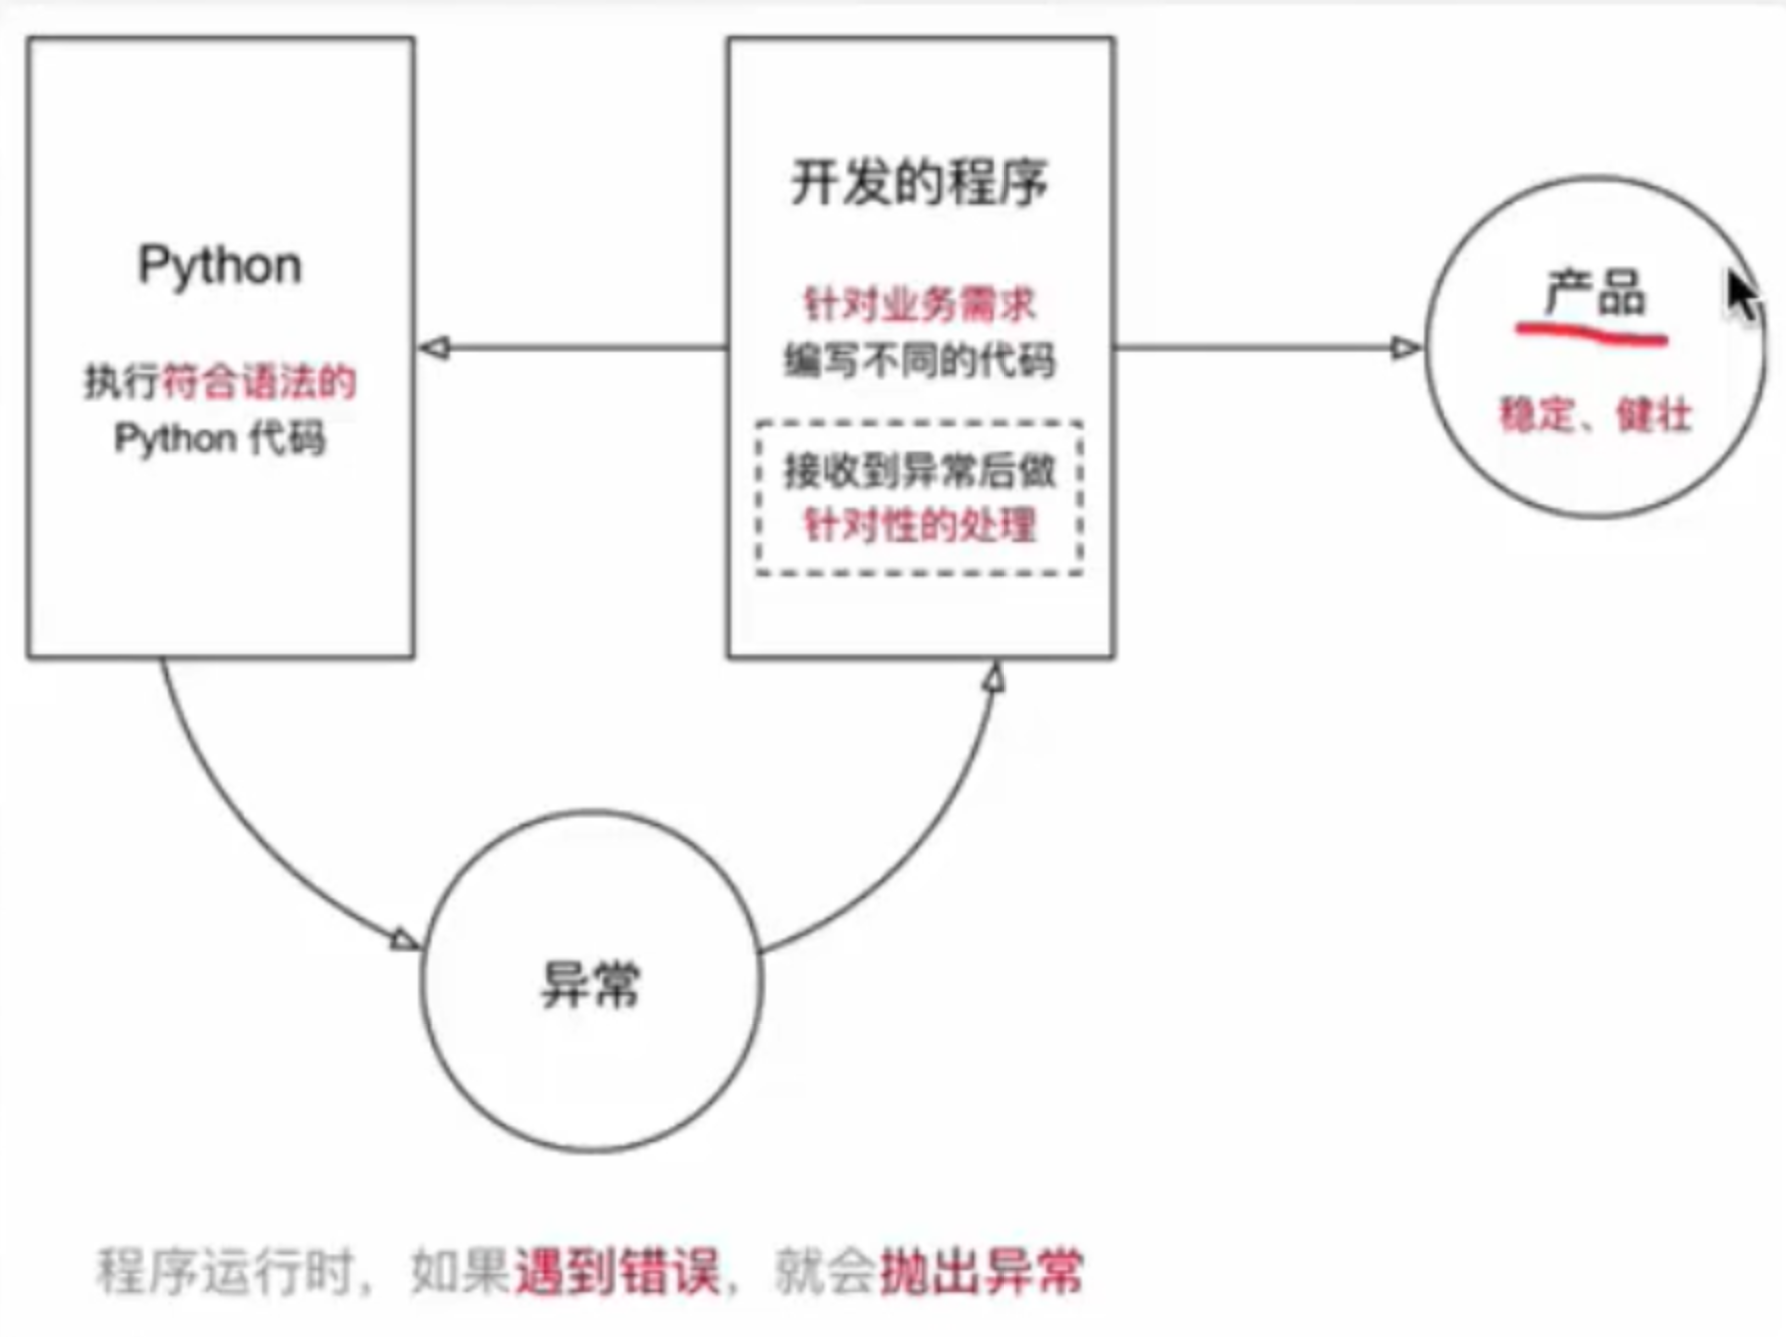 Python
执行符合语法的
Python 代码
开发的程序
针对业务需求
编写不同的代码
接收到异常后做
针对性的处理
产品
稳定、健壮
异常
程序运行时，如果遇到错误，就会抛出异常